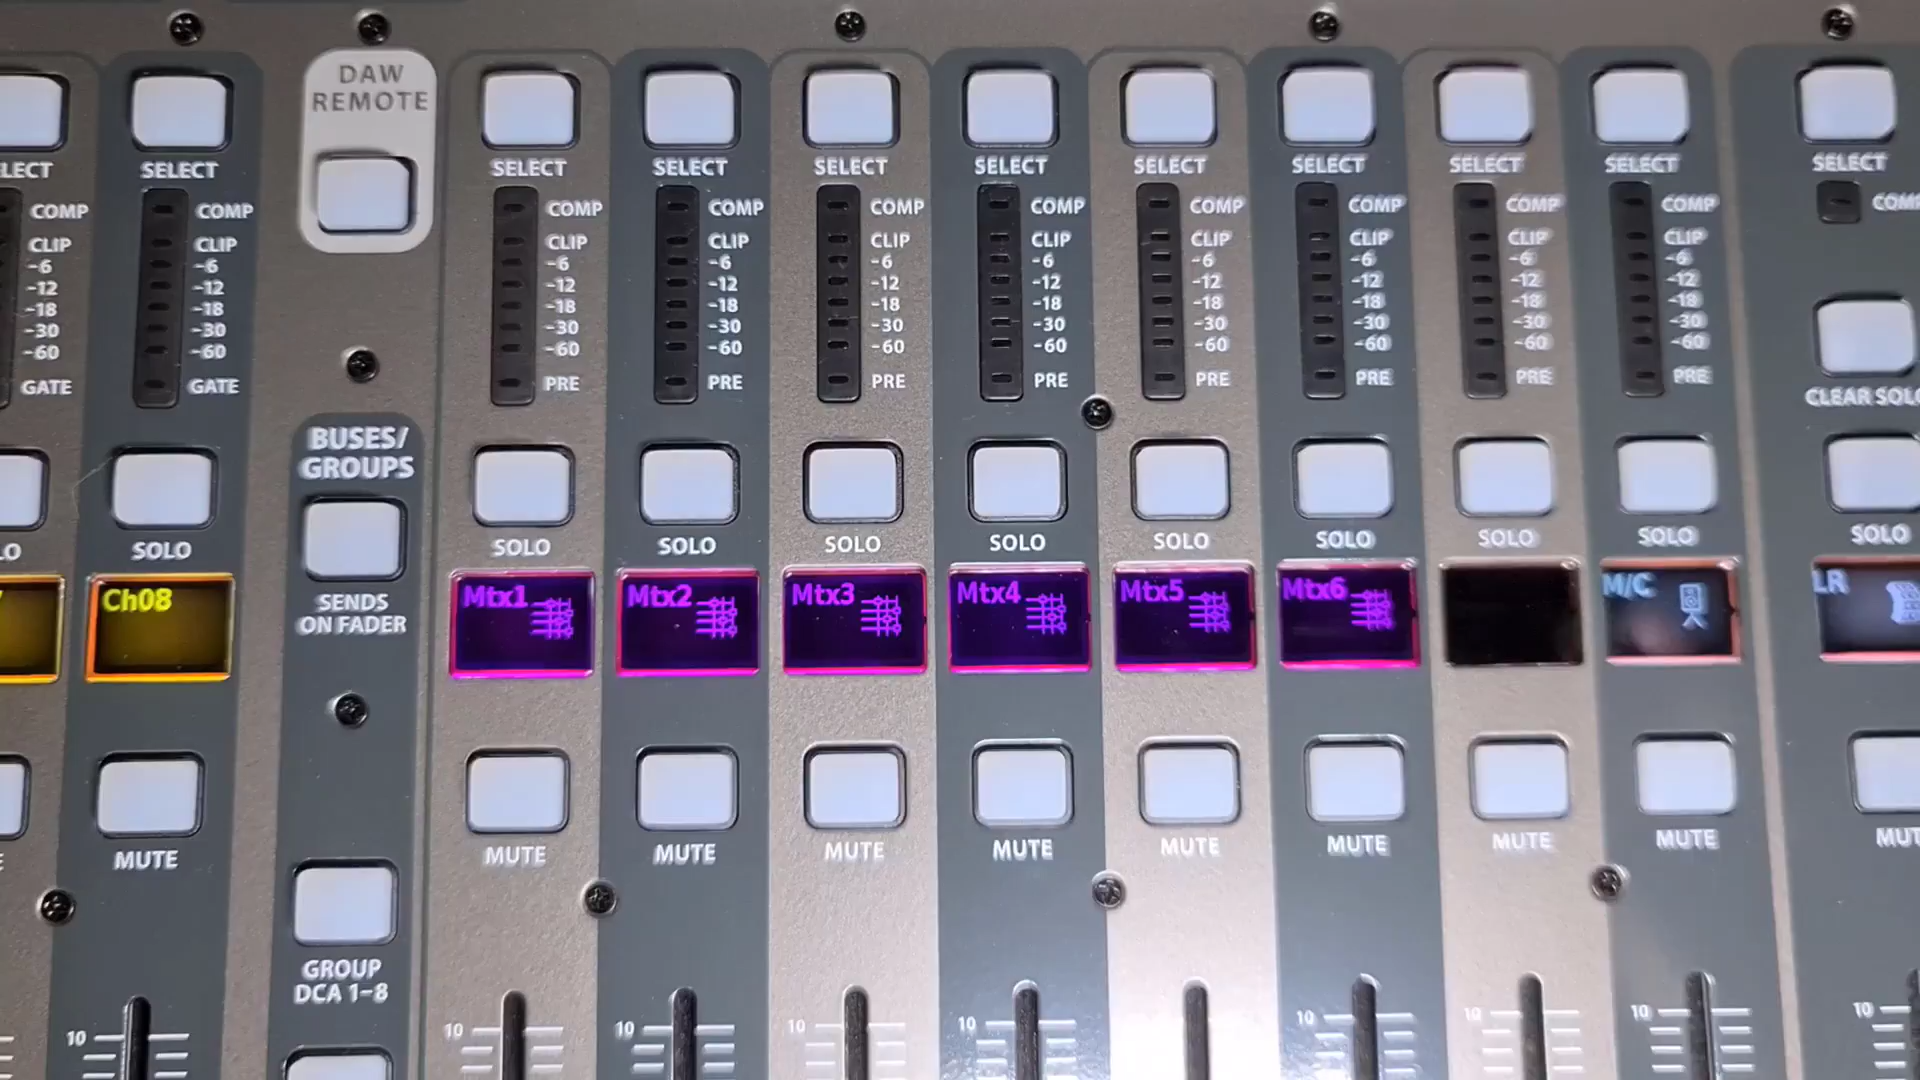 DAW
REMOTE
SELECT SELECT SELECT SELECT SELECT SELECT SELECT SELECT SELECT SELECT
COMP COMP COMP COMP COMP COMP COMP COMP COMP COMP
CLIP CLIP CLIP CLIP CLIP CLIP CLIP CLIP CLIP CLIP
-6 -6 -6 -6 -6 -6 -6 -6 -6 -6
-12 -12 -12 -12 -12 -12 -12 -12 -12 -12
-18 -18 -18 -18 -18 -18 -18 -18 -18 -18
-30 -30 -30 -30 -30 -30 -30 -30 -30 -30
-60 -60 -60 -60 -60 -60 -60 -60 -60 -60
GATE GATE PRE PRE PRE PRE PRE PRE PRE PRE
CLEAR SOLO
BUSES/
GROUPS
SOLO SOLO SOLO SOLO SOLO SOLO SOLO SOLO SOLO SOLO
Ch08
SENDS
ON FADER
Mtx1 Mtx2 Mtx3 Mtx4 Mtx5 Mtx6 M/C LR
MUTE MUTE MUTE MUTE MUTE MUTE MUTE MUTE MUTE
GROUP
DCA 1-8
10 10 10 10 10 10 10 10 10